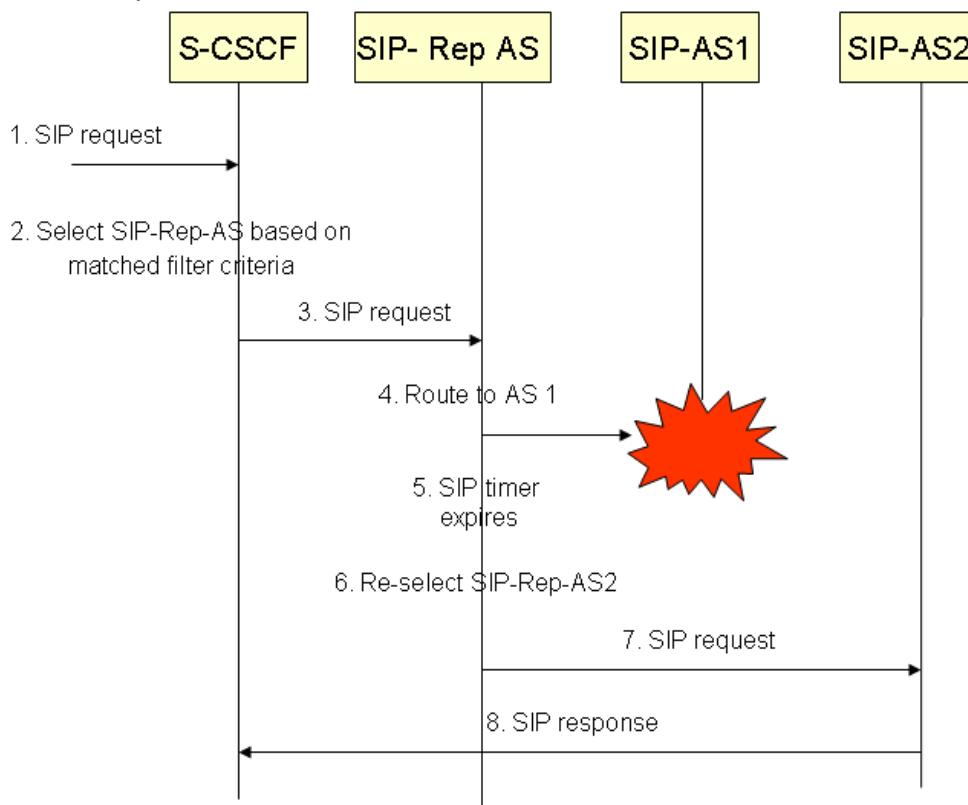 S-CSCF
SIP- Rep AS
SIP-AS1
SIP-AS2
1. SIP request
2. Select SIP-Rep-AS based on
matched filter criteria
3. SIP request
4. Route to AS 1
5. SIP timer
expires
6. Re-select SIP-Rep-AS2
7. SIP request
8. SIP response